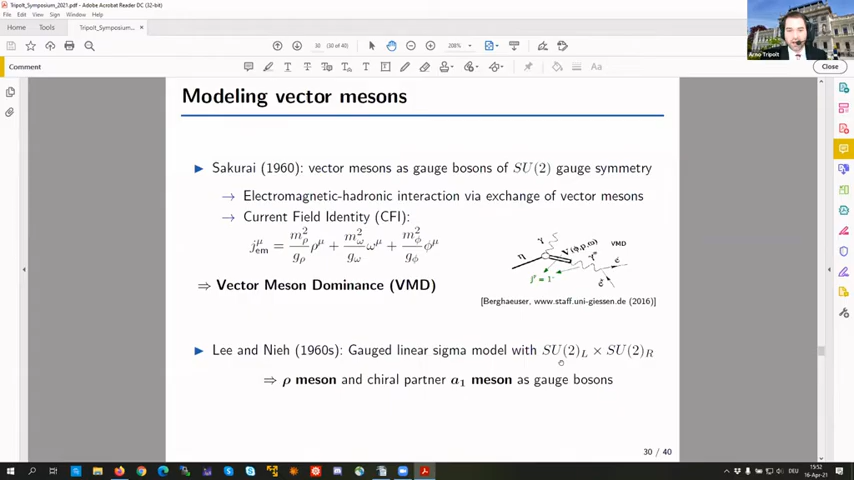 Tripolt_Symposium_2021.pdf - Adobe Acrobat Reader DC (32-bit)
File Edit View Sign Window Help
Home Tools Tripolt_Symposium... ×
30 (30 of 40) 208%
Comment Close
Arno Tripolt
Modeling vector mesons
► Sakurai (1960): vector mesons as gauge bosons of SU(2) gauge symmetry
→ Electromagnetic-hadronic interaction via exchange of vector mesons
→ Current Field Identity (CFI):
j^μ_em = m²_ρ/g_ρ ρ^μ + m²_ω/g_ω ω^μ + m²_φ/g_φ φ^μ
γ V(ϕ,ρ,ω) VMD
η γ* e
⇒ Vector Meson Dominance (VMD)
[Berghaeuser, www.staff.uni-giessen.de (2016)]
► Lee and Nieh (1960s): Gauged linear sigma model with SU(2)_L × SU(2)_R
⇒ ρ meson and chiral partner a₁ meson as gauge bosons
30 / 40
DEU
15:52
16-Apr-21